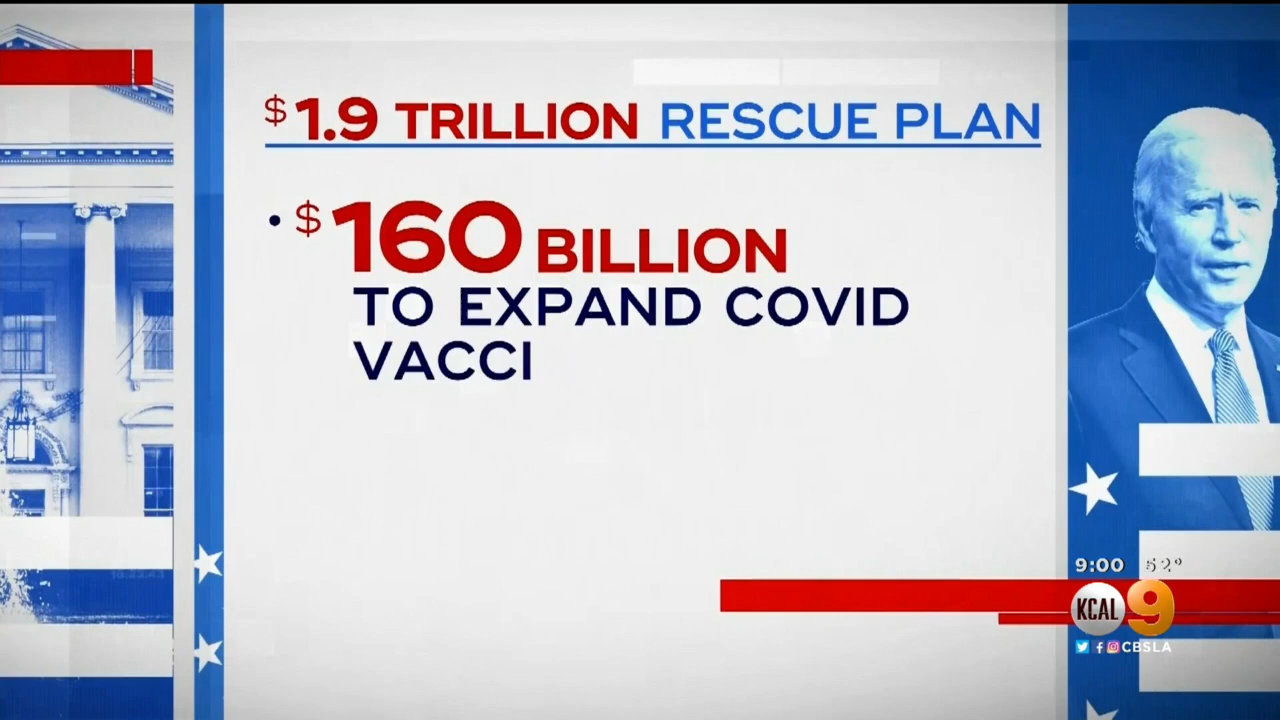 $1.9 TRILLION RESCUE PLAN
• $160 BILLION
TO EXPAND COVID
VACCI
9:00 52°
KCAL 9
CBSLA